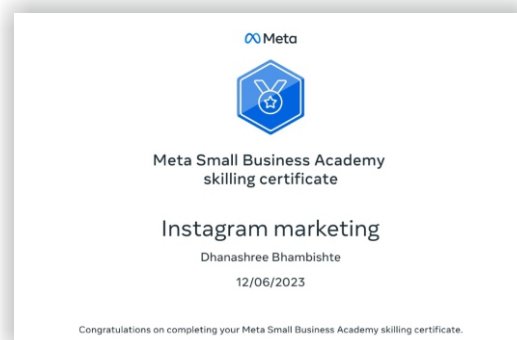 Meta
Meta Small Business Academy
skilling certificate
Instagram marketing
Dhanashree Bhambishte
12/06/2023
Congratulations on completing your Meta Small Business Academy skilling certificate.